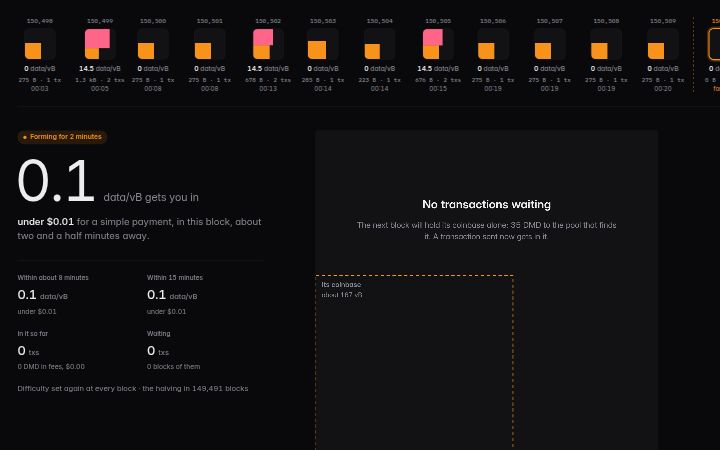 150,498 150,499 150,500 150,501 150,502 150,503 150,504 150,505 150,506 150,507 150,508 150,509
0 data/vB 14.5 data/vB 0 data/vB 0 data/vB 14.5 data/vB 0 data/vB 0 data/vB 14.5 data/vB 0 data/vB 0 data/vB 0 data/vB 0 data/vB
275 B · 1 tx 1.3 kB · 2 txs 275 B · 1 tx 275 B · 1 tx 678 B · 2 txs 285 B · 1 tx 223 B · 1 tx 676 B · 2 txs 275 B · 1 tx 275 B · 1 tx 275 B · 1 tx 275 B · 1 tx
00:03 00:05 00:08 00:08 00:13 00:14 00:14 00:15 00:19 00:19 00:19 00:20
Forming for 2 minutes
0.1 data/vB gets you in
under $0.01 for a simple payment, in this block, about
two and a half minutes away.
Within about 8 minutes
0.1 data/vB
under $0.01
Within 15 minutes
0.1 data/vB
under $0.01
In it so far
0 txs
0 DMD in fees, $0.00
Waiting
0 txs
0 blocks of them
Difficulty set again at every block · the halving in 149,491 blocks
No transactions waiting
The next block will hold its coinbase alone: 35 DMD to the pool that finds
it. A transaction sent now gets in it.
Its coinbase
about 167 vB